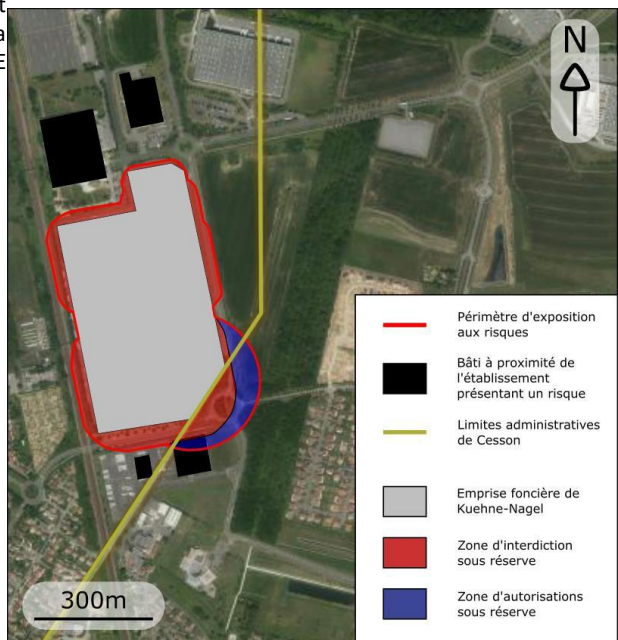 t
a
E
N
Périmètre d'exposition
aux risques
Bâti à proximité de
l'établissement
présentant un risque
Limites administratives
de Cesson
Emprise foncière de
Kuehne-Nagel
Zone d'interdiction
sous réserve
Zone d'autorisations
sous réserve
300m